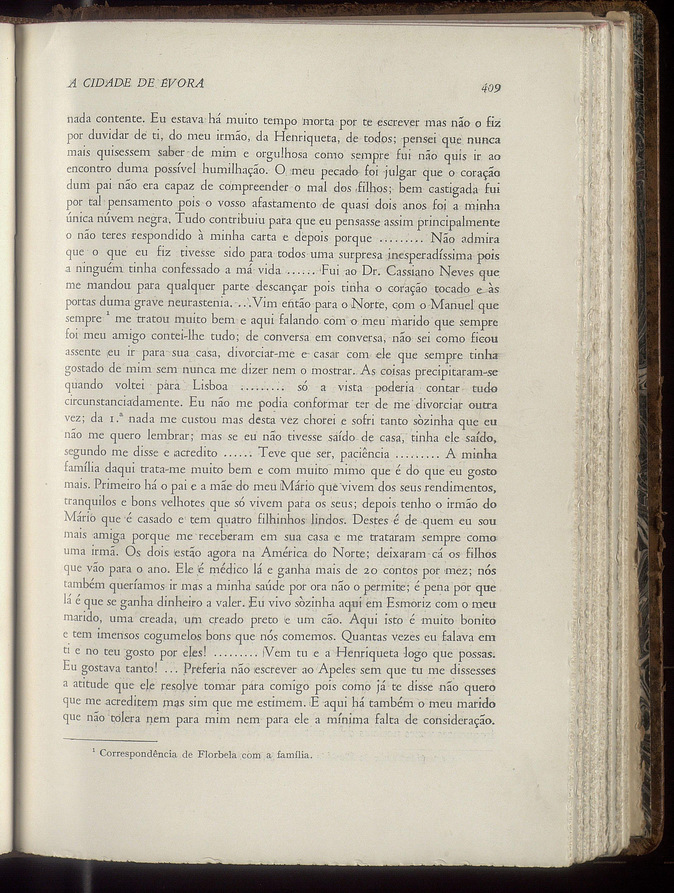 A CIDADE DE ÉVORA 409
nada contente. Eu estava há muito tempo morta por te escrever mas não o fiz
por duvidar de ti, do meu irmão, da Henriqueta, de todos; pensei que nunca
mais quisessem saber de mim e orgulhosa como sempre fui não quis ir ao
encontro duma possível humilhação. O meu pecado foi julgar que o coração
dum pai não era capaz de compreender o mal dos filhos; bem castigada fui
por tal pensamento pois o vosso afastamento de quasi dois anos foi a minha
única núvem negra. Tudo contribuiu para que eu pensasse assim principalmente
o não teres respondido à minha carta e depois porque ......... Não admira
que o que eu fiz tivesse sido para todos uma surpresa inesperadíssima pois
a ninguém tinha confessado a má vida ...... Fui ao Dr. Cassiano Neves que
me mandou para qualquer parte descançar pois tinha o coração tocado e às
portas duma grave neurastenia. ... Vim então para o Norte, com o Manuel que
sempre ¹ me tratou muito bem e aqui falando com o meu marido que sempre
foi meu amigo contei-lhe tudo; de conversa em conversa, não sei como ficou
assente eu ir para sua casa, divorciar-me e casar com ele que sempre tinha
gostado de mim sem nunca me dizer nem o mostrar. As coisas precipitaram-se
quando voltei para Lisboa ......... só a vista poderia contar tudo
circunstanciadamente. Eu não me podia conformar ter de me divorciar outra
vez; da 1.ª nada me custou mas desta vez chorei e sofri tanto sòzinha que eu
não me quero lembrar; mas se eu não tivesse saído de casa, tinha ele saído,
segundo me disse e acredito ...... Teve que ser, paciência ......... A minha
família daqui trata-me muito bem e com muito mimo que é do que eu gosto
mais. Primeiro há o pai e a mãe do meu Mário que vivem dos seus rendimentos,
tranquilos e bons velhotes que só vivem para os seus; depois tenho o irmão do
Mário que é casado e tem quatro filhinhos lindos. Destes é de quem eu sou
mais amiga porque me receberam em sua casa e me trataram sempre como
uma irmã. Os dois estão agora na América do Norte; deixaram cá os filhos
que vão para o ano. Ele é médico lá e ganha mais de 20 contos por mez; nós
também queríamos ir mas a minha saúde por ora não o permite; é pena por que
lá é que se ganha dinheiro a valer. Eu vivo sòzinha aqui em Esmoriz com o meu
marido, uma creada, um creado preto e um cão. Aqui isto é muito bonito
e tem imensos cogumelos bons que nós comemos. Quantas vezes eu falava em
ti e no teu gosto por eles! ......... Vem tu e a Henriqueta logo que possas.
Eu gostava tanto! ... Preferia não escrever ao Apeles sem que tu me dissesses
a atitude que ele resolve tomar para comigo pois como já te disse não quero
que me acreditem mas sim que me estimem. E aqui há também o meu marido
que não tolera nem para mim nem para ele a mínima falta de consideração.
¹ Correspondência de Florbela com a família.